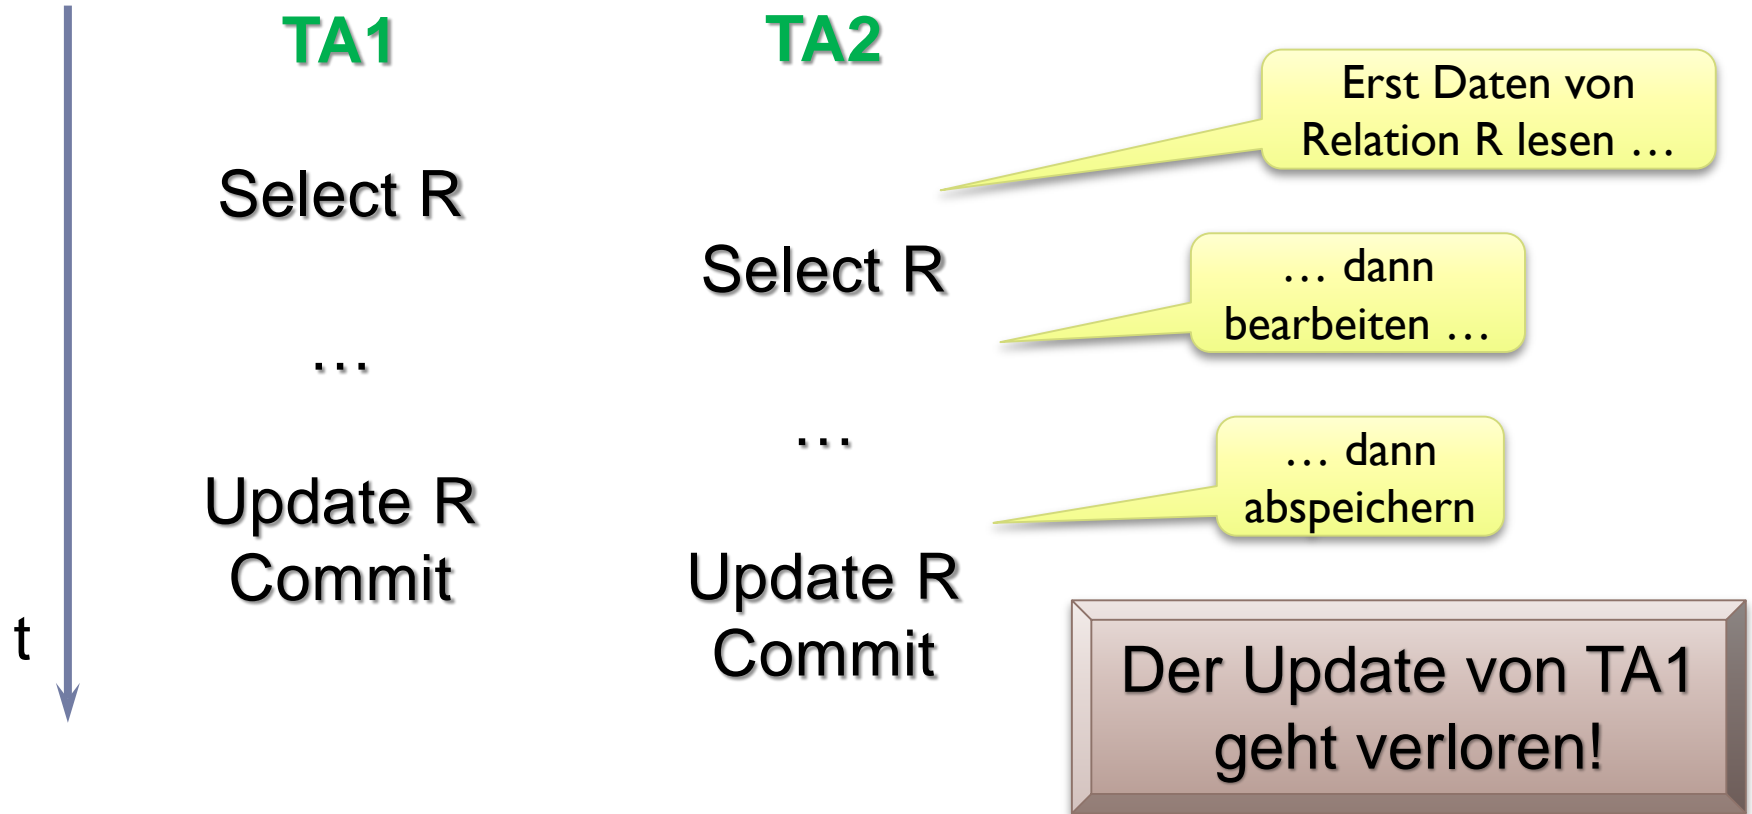 TA1
TA2
Erst Daten von
Relation R lesen …
Select R
Select R
… dann
bearbeiten …
…
…
… dann
abspeichern
Update R
Commit
Update R
Commit
t
Der Update von TA1
geht verloren!